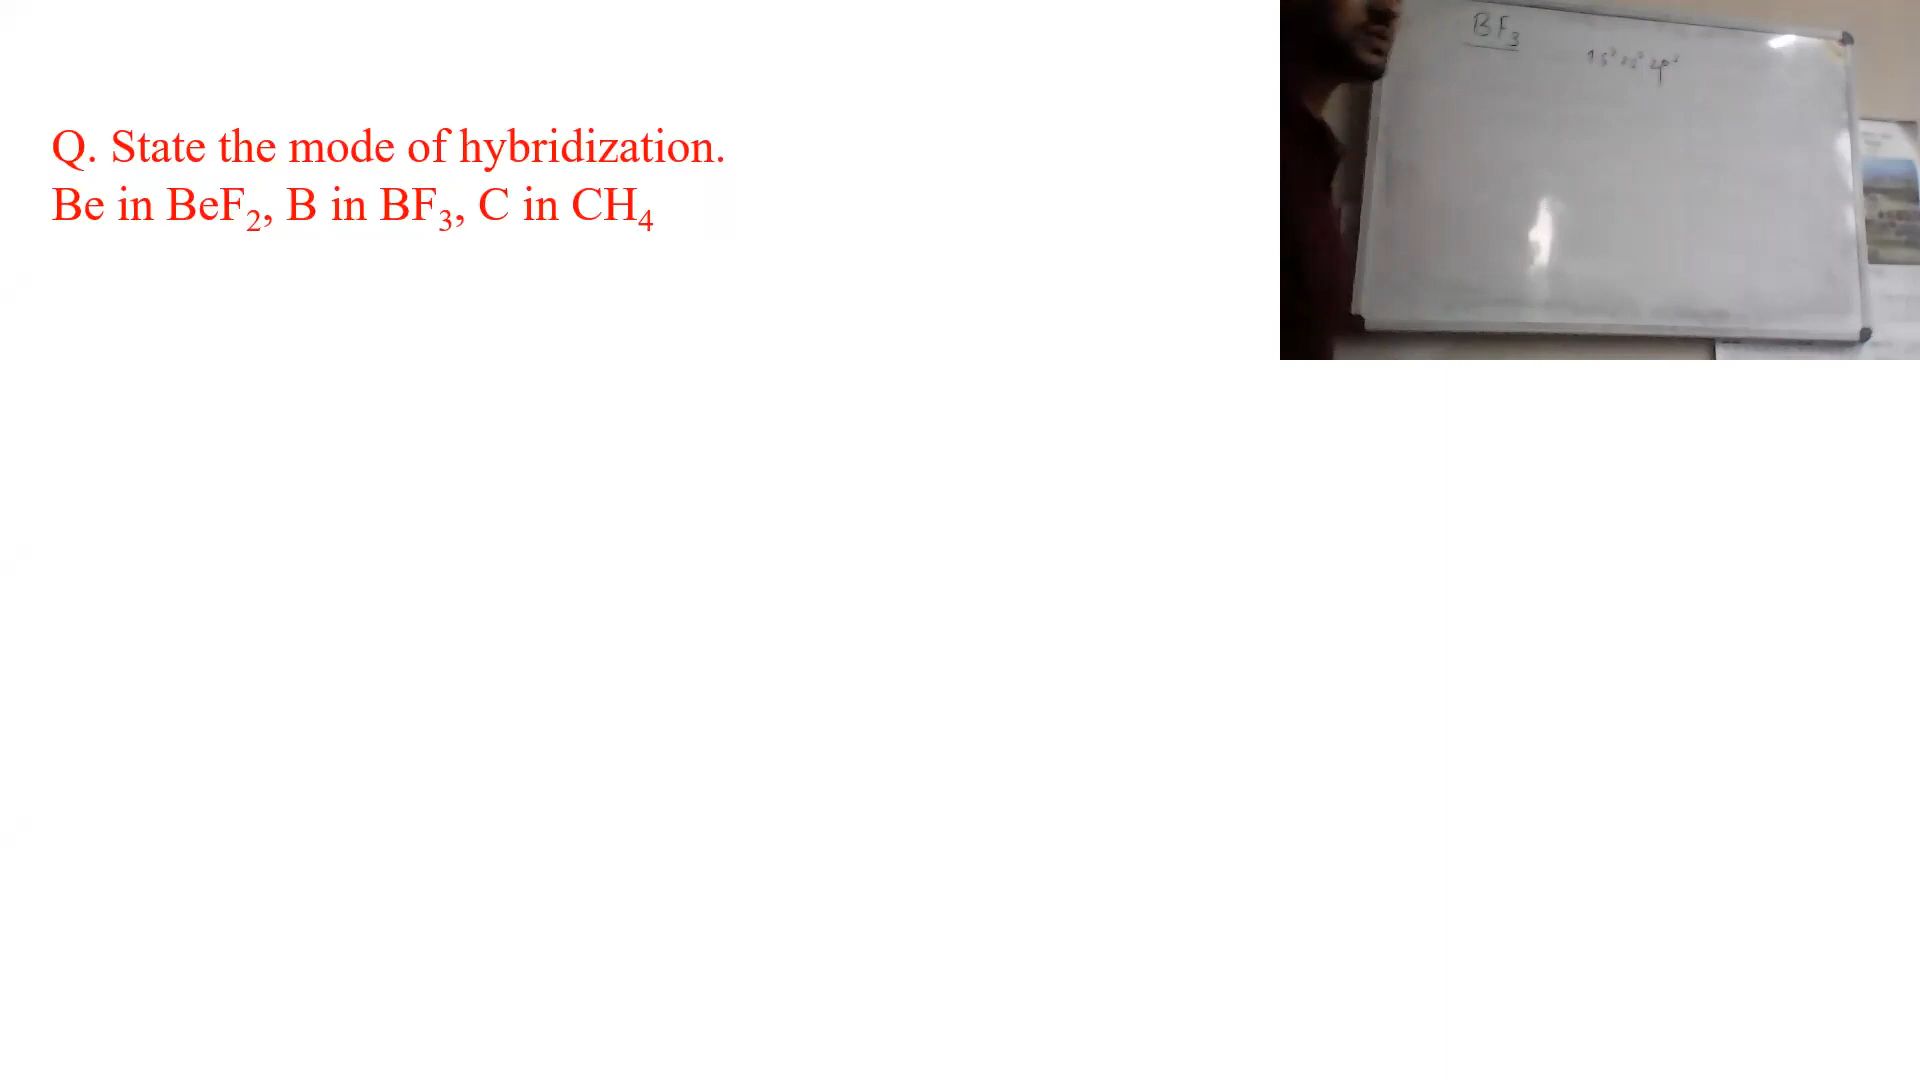 Q. State the mode of hybridization.
Be in BeF₂, B in BF₃, C in CH₄
BF₃